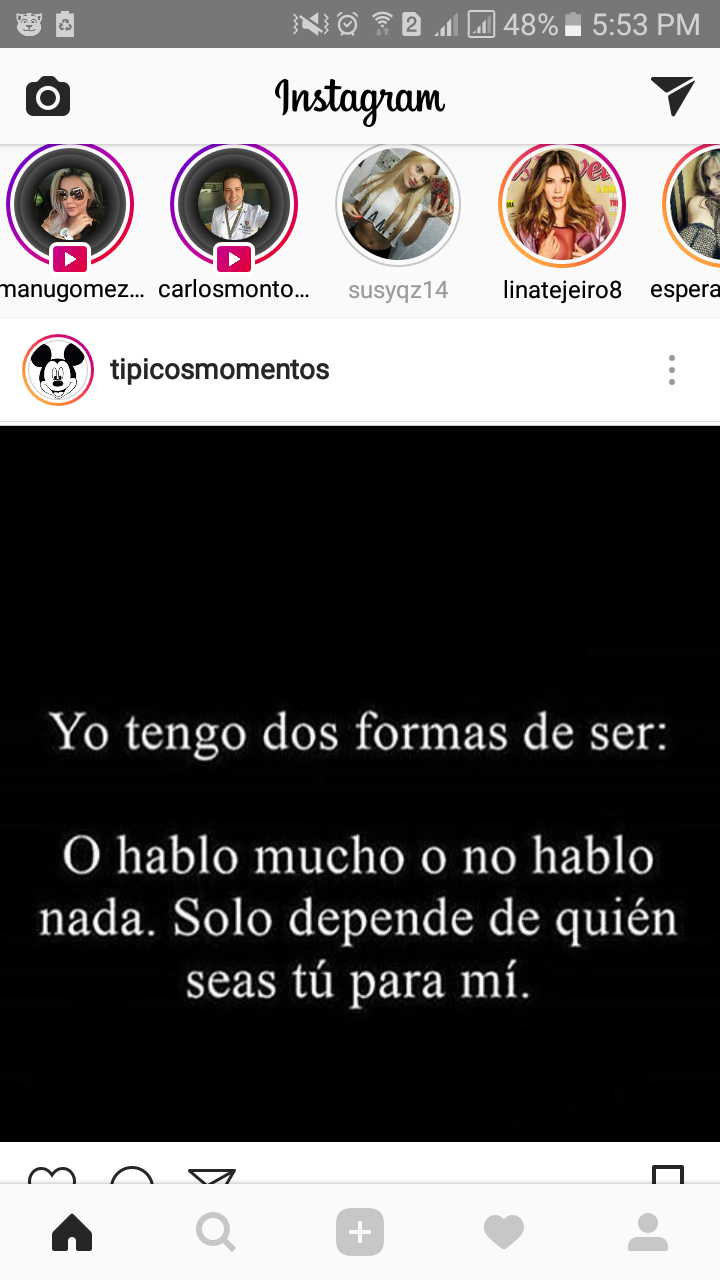 2 48% 5:53 PM
Instagram
manugomez... carlosmonto... susyqz14 linatejeiro8 espera
tipicosmomentos
Yo tengo dos formas de ser:
O hablo mucho o no hablo
nada. Solo depende de quién
seas tú para mí.